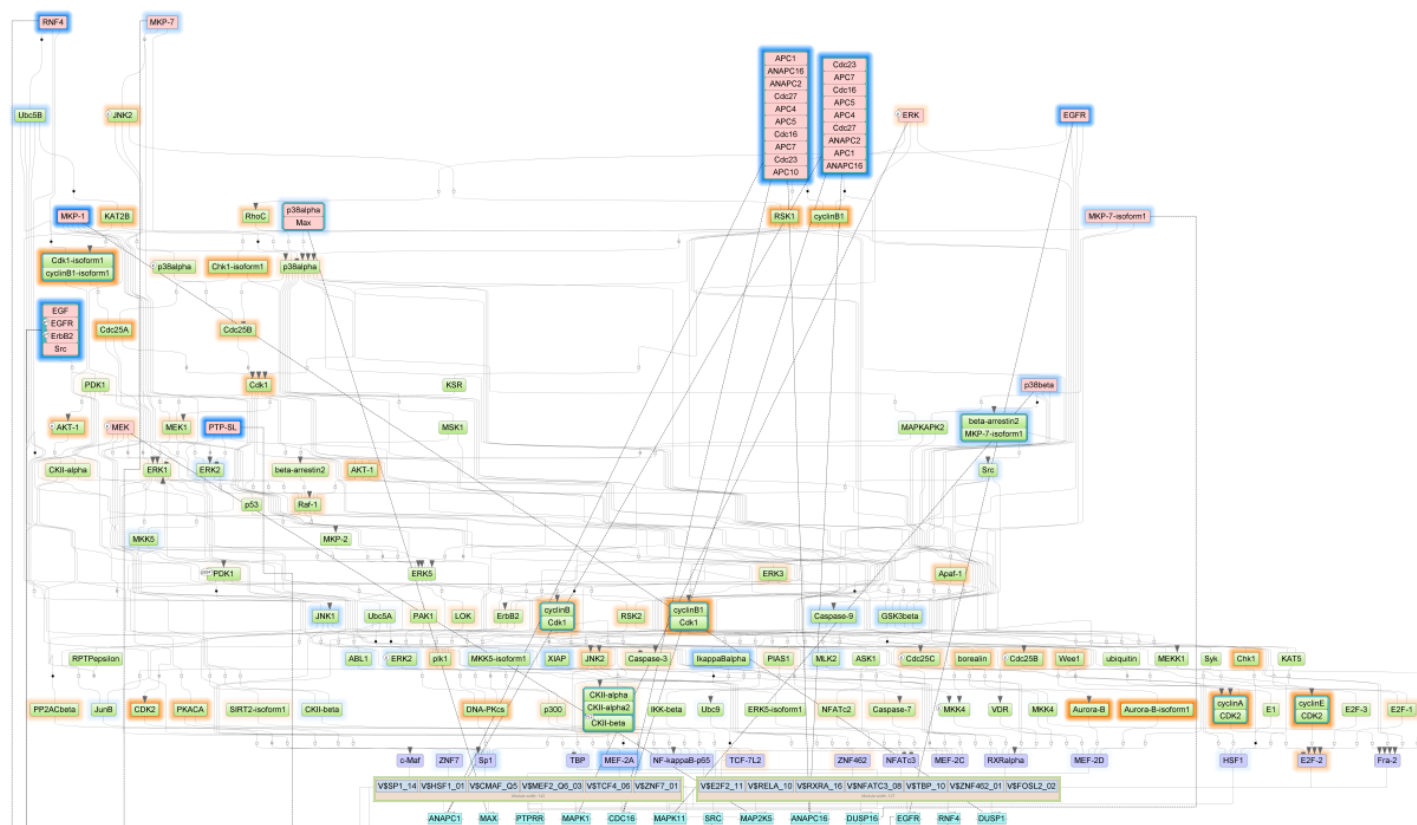 RNF4
MKP-7
APC1
ANAPC16
ANAPC2
Cdc27
APC4
APC5
Cdc16
APC7
Cdc23
APC10
Cdc23
APC7
Cdc16
APC5
APC4
Cdc27
ANAPC2
APC1
ANAPC16
Ubc5B
JNK2
ERK
EGFR
MKP-1
KAT2B
RhoC
p38alpha
Max
RSK1
cyclinB1
MKP-7-isoform1
Cdk1-isoform1
cyclinB1-isoform1
p38alpha
Chk1-isoform1
p38alpha
EGF
EGFR
ErbB2
Src
Cdc25A
Cdc25B
PDK1
Cdk1
KSR
p38beta
AKT-1
MEK
MEK1
PTP-SL
MSK1
MAPKAPK2
beta-arrestin2
MKP-7-isoform1
CKII-alpha
ERK1
ERK2
beta-arrestin2
AKT-1
Src
p53
Raf-1
MKK5
MKP-2
PDK1
ERK5
ERK3
Apaf-1
JNK1
Ubc5A
PAK1
LOK
ErbB2
cyclinB
Cdk1
RSK2
cyclinB1
Cdk1
Caspase-9
GSK3beta
RPTPepsilon
ABL1
ERK2
plk1
MKK5-isoform1
XIAP
JNK2
Caspase-3
IkappaBalpha
PIAS1
MLK2
ASK1
Cdc25C
borealin
Cdc25B
Wee1
ubiquitin
MEKK1
Syk
Chk1
KAT5
PP2ACbeta
JunB
CDK2
PKACA
SIRT2-isoform1
CKII-beta
DNA-PKcs
p300
CKII-alpha
CKII-alpha2
CKII-beta
IKK-beta
Ubc9
ERK5-isoform1
NFATc2
Caspase-7
MKK4
VDR
MKK4
Aurora-B
Aurora-B-isoform1
cyclinA
CDK2
E1
cyclinE
CDK2
E2F-3
E2F-1
c-Maf
ZNF7
Sp1
TBP
MEF-2A
NF-kappaB-p65
TCF-7L2
ZNF462
NFATc3
MEF-2C
RXRalpha
MEF-2D
HSF1
E2F-2
Fra-2
V$SP1_14 V$HSF1_01 V$CMAF_Q5 V$MEF2_Q6_03 V$TCF4_06 V$ZNF7_01
V$E2F2_11 V$RELA_10 V$RXRA_16 V$NFATC3_08 V$TBP_10 V$ZNF462_01 V$FOSL2_02
ANAPC1
MAX
PTPRR
MAPK1
CDC16
MAPK11
SRC
MAP2K5
ANAPC16
DUSP16
EGFR
RNF4
DUSP1